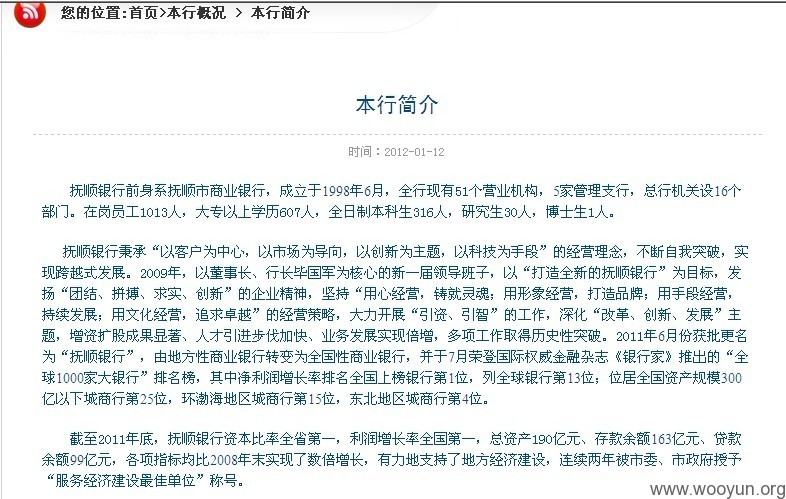 您的位置:首页>本行概况 > 本行简介
本行简介
时间：2012-01-12
抚顺银行前身系抚顺市商业银行，成立于1998年6月，全行现有51个营业机构，5家管理支行，总行机关设16个
部门。在岗员工1013人，大专以上学历607人，全日制本科生316人，研究生30人，博士生1人。
抚顺银行秉承“以客户为中心，以市场为导向，以创新为主题，以科技为手段”的经营理念，不断自我突破，实
现跨越式发展。2009年，以董事长、行长毕国军为核心的新一届领导班子，以“打造全新的抚顺银行”为目标，发
扬“团结、拼搏、求实、创新”的企业精神，坚持“用心经营，铸就灵魂；用形象经营，打造品牌；用手段经营，
持续发展；用文化经营，追求卓越”的经营策略，大力开展“引资、引智”的工作，深化“改革、创新、发展”主
题，增资扩股成果显著、人才引进步伐加快、业务发展实现倍增，多项工作取得历史性突破。2011年6月份获批更名
为“抚顺银行”，由地方性商业银行转变为全国性商业银行，并于7月荣登国际权威金融杂志《银行家》推出的“全
球1000家大银行”排名榜，其中净利润增长率排名全国上榜银行第1位，列全球银行第13位；位居全国资产规模300
亿以下城商行第25位，环渤海地区城商行第15位，东北地区城商行第4位。
截至2011年底，抚顺银行资本比率全省第一，利润增长率全国第一，总资产190亿元、存款余额163亿元、贷款
余额99亿元，各项指标均比2008年末实现了数倍增长，有力地支持了地方经济建设，连续两年被市委、市政府授予
“服务经济建设最佳单位”称号。
www.wooyun.org